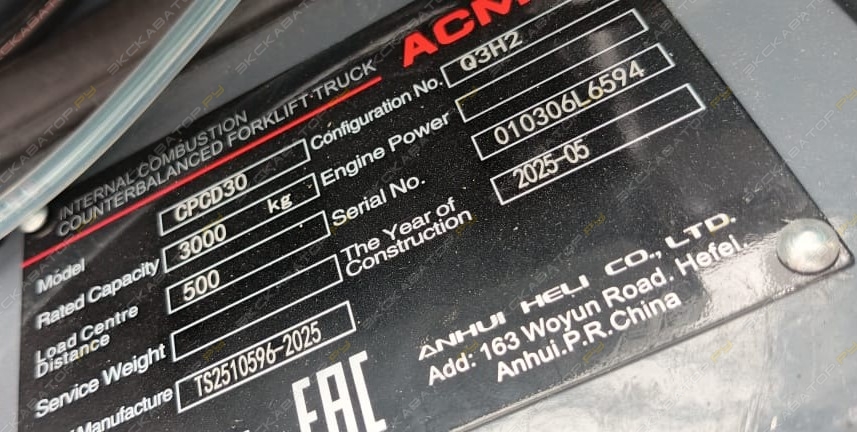 ACM
INTERNAL COMBUSTION
COUNTERBALANCED FORKLIFT TRUCK
Model CPCD30
Configuration No. Q3H2
Rated Capacity 3000 kg
Engine Power
Load Centre
Distance
500
Serial No. 010306L6594
Service Weight
The Year of
Construction
2025-05
Manufacture TS2510596-2025
EAC
ANHUI HELI CO., LTD.
Add: 163 Woyun Road. Hefei.
Anhui.P.R.China
ЭКСКАВАТОР.РУ